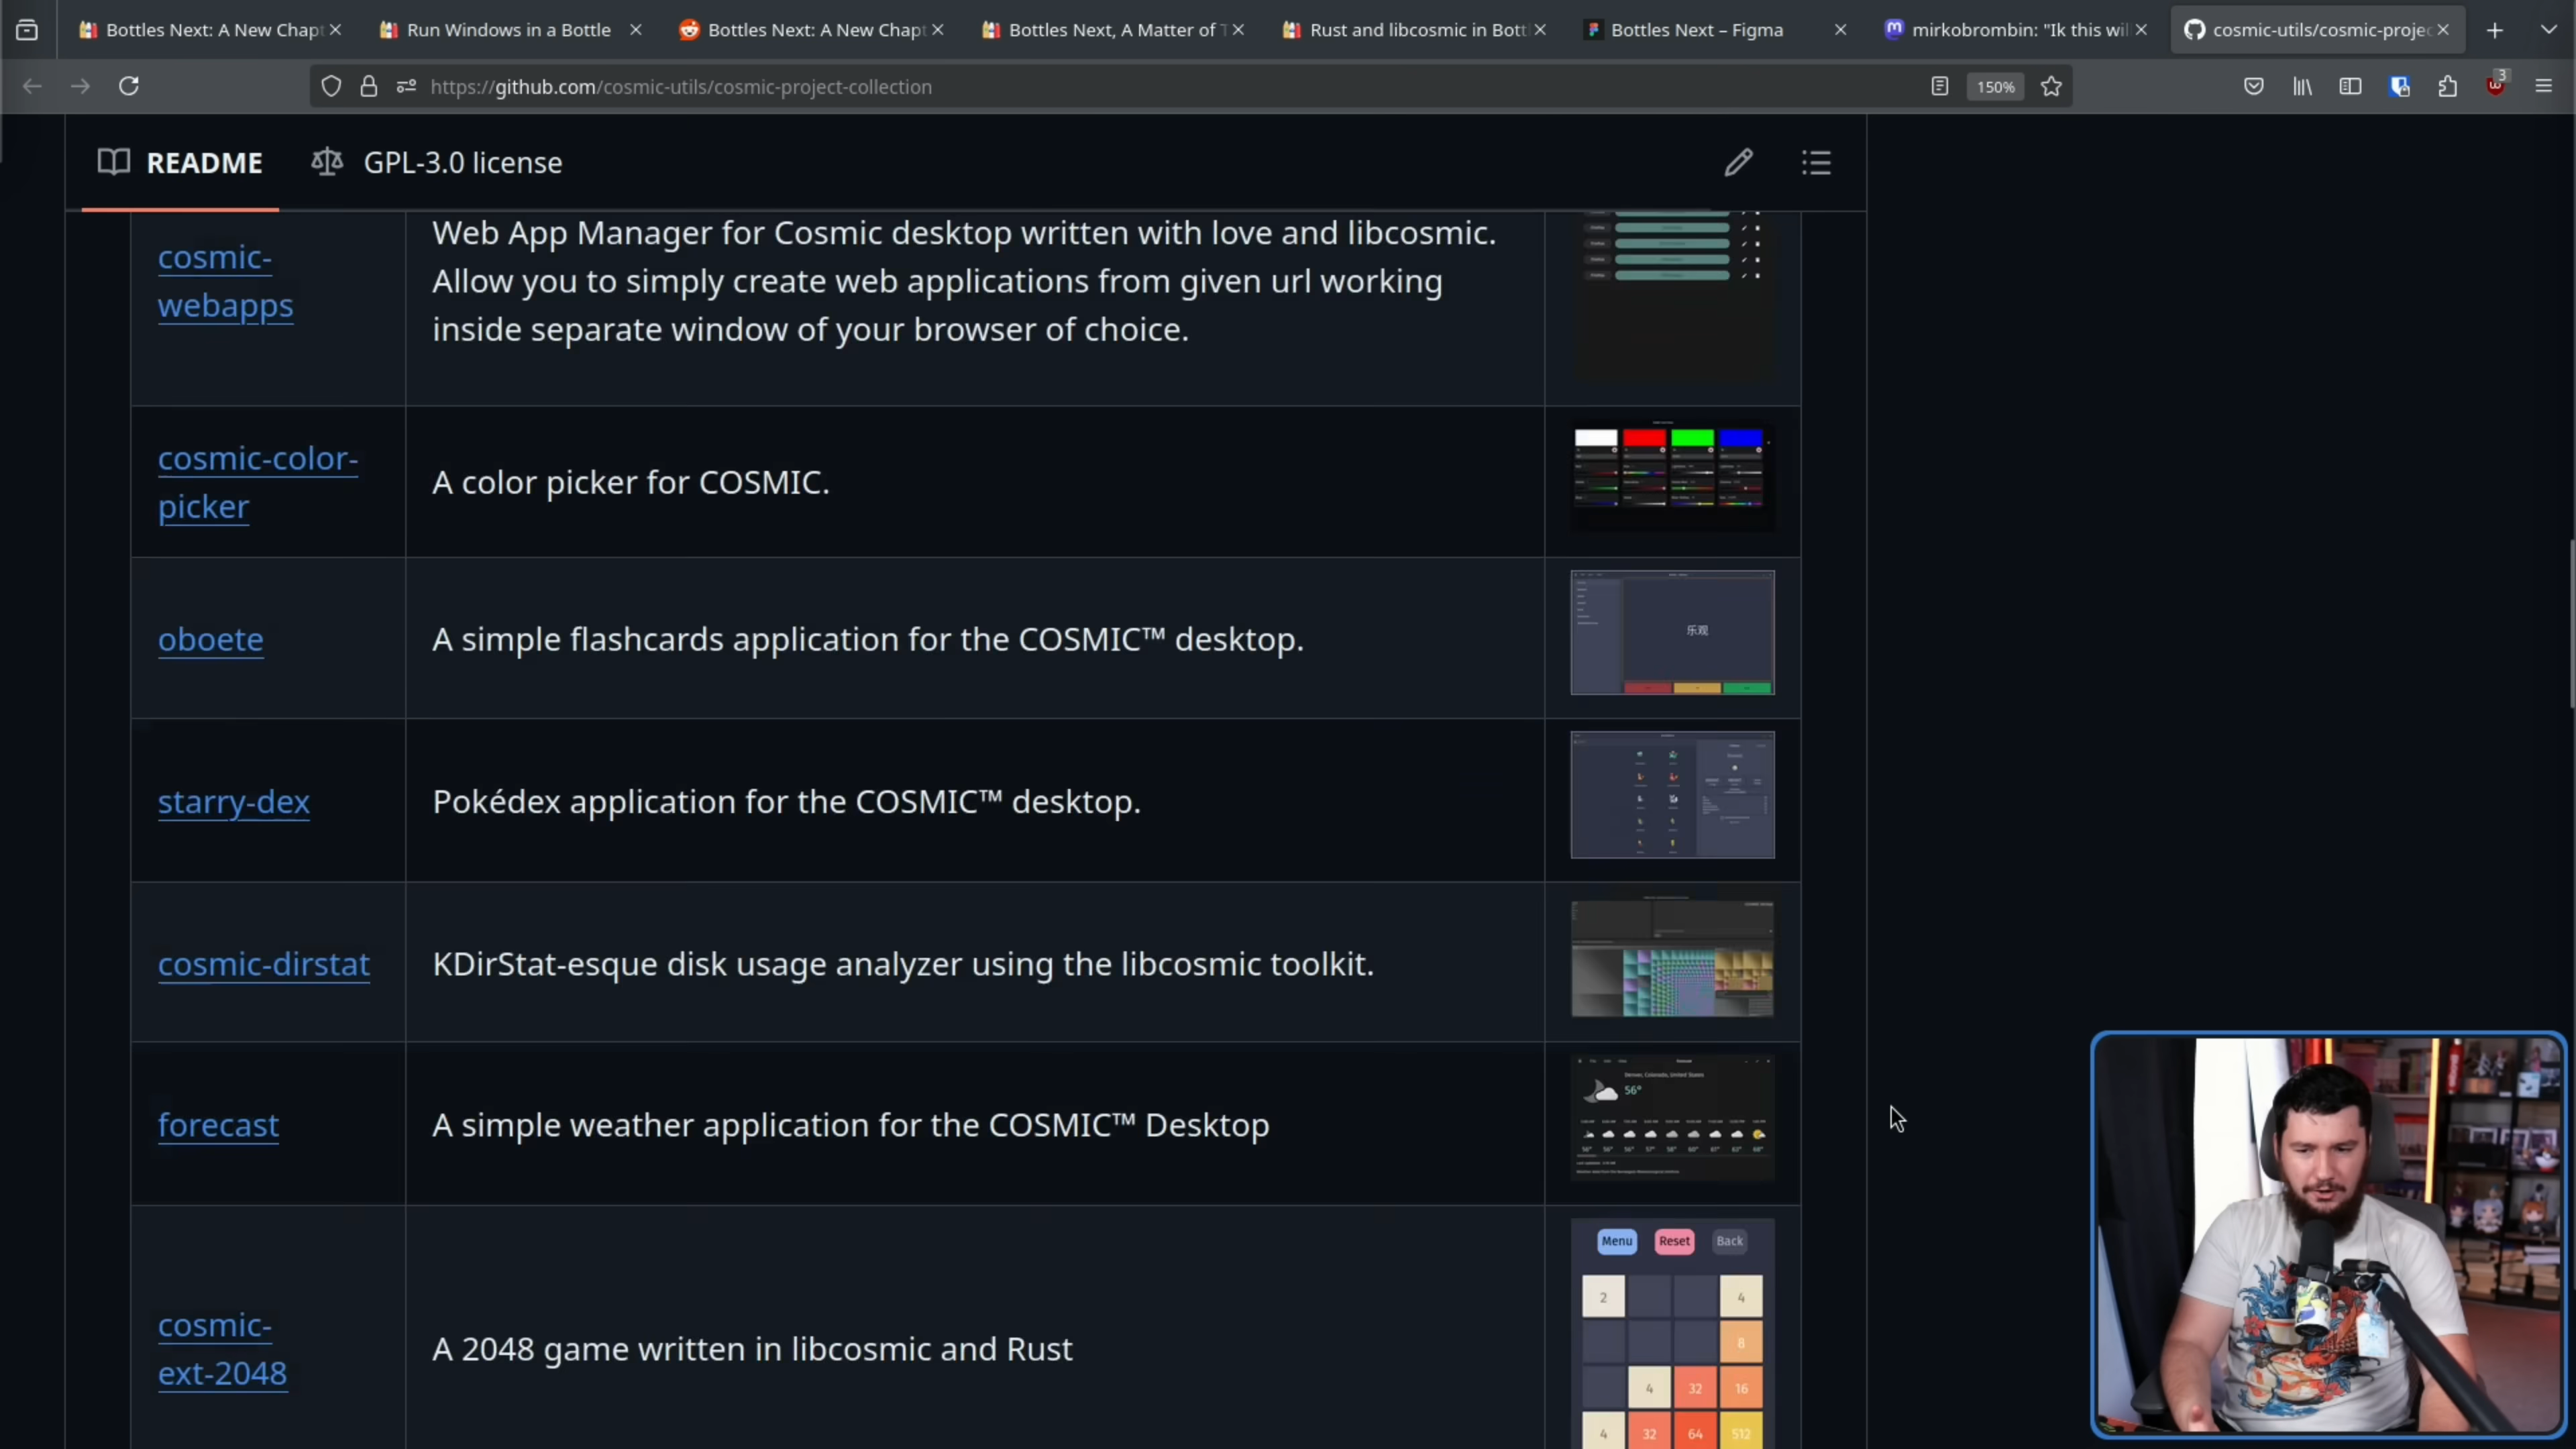 Bottles Next: A New Chapt
Run Windows in a Bottle
Bottles Next: A New Chapt
Bottles Next, A Matter of T
Rust and libcosmic in Bott
Bottles Next – Figma
mirkobrombin: "Ik this wil
cosmic-utils/cosmic-projec
https://github.com/cosmic-utils/cosmic-project-collection
150%
3
README
GPL-3.0 license
cosmic-
webapps
Web App Manager for Cosmic desktop written with love and libcosmic.
Allow you to simply create web applications from given url working
inside separate window of your browser of choice.
cosmic-color-
picker
A color picker for COSMIC.
oboete
A simple flashcards application for the COSMIC™ desktop.
乐观
starry-dex
Pokédex application for the COSMIC™ desktop.
cosmic-dirstat
KDirStat-esque disk usage analyzer using the libcosmic toolkit.
forecast
A simple weather application for the COSMIC™ Desktop
Denver, Colorado, United States
56°
cosmic-
ext-2048
A 2048 game written in libcosmic and Rust
Menu Reset Back
2 4
8
4 32 16
4 32 64 512